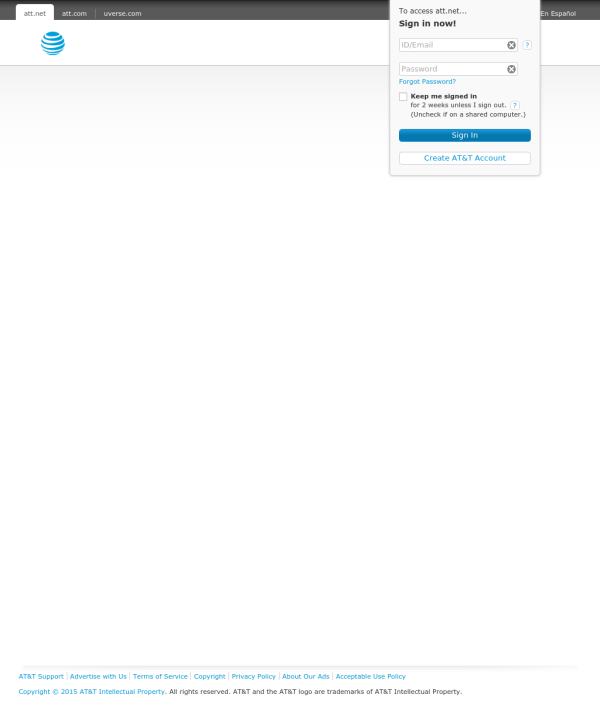 att.net att.com uverse.com En Español
To access att.net...
Sign in now!
ID/Email ?
Password
Forgot Password?
Keep me signed in
for 2 weeks unless I sign out. ?
(Uncheck if on a shared computer.)
Sign In
Create AT&T Account
AT&T Support Advertise with Us Terms of Service Copyright Privacy Policy About Our Ads Acceptable Use Policy
Copyright © 2015 AT&T Intellectual Property. All rights reserved. AT&T and the AT&T logo are trademarks of AT&T Intellectual Property.